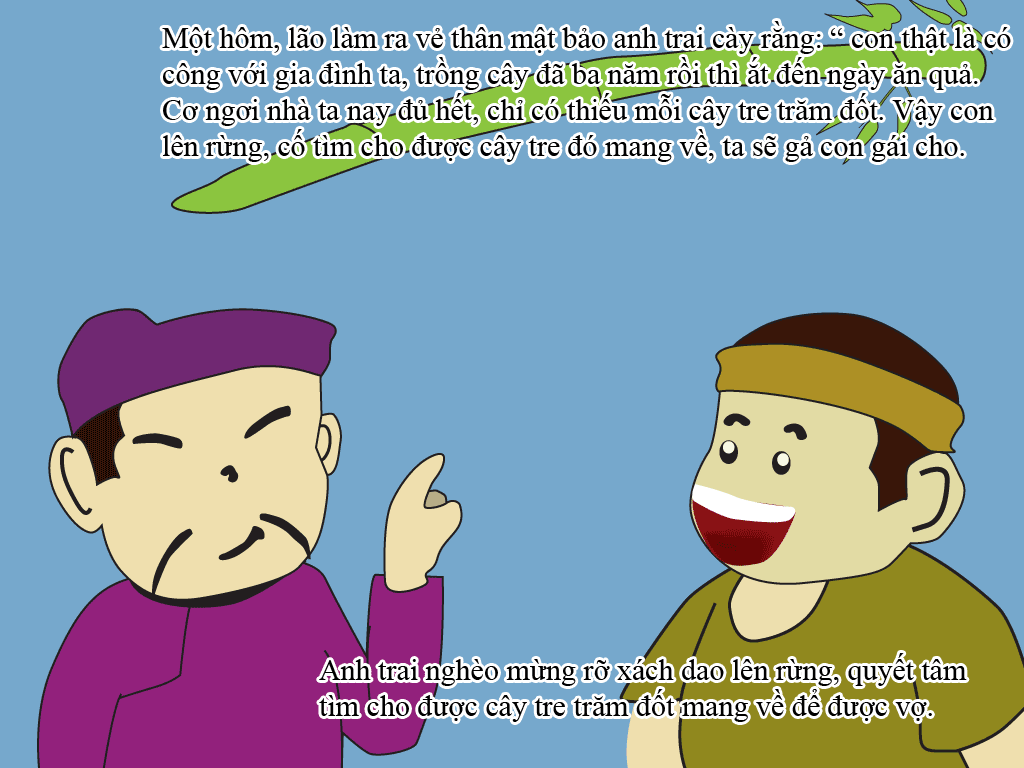 Một hôm, lão làm ra vẻ thân mật bảo anh trai cày rằng: “ con thật là có
công với gia đình ta, trồng cây đã ba năm rồi thì ắt đến ngày ăn quả.
Cơ ngơi nhà ta nay đủ hết, chỉ có thiếu mỗi cây tre trăm đốt. Vậy con
lên rừng, cố tìm cho được cây tre đó mang về, ta sẽ gả con gái cho.
Anh trai nghèo mừng rỡ xách dao lên rừng, quyết tâm
tìm cho được cây tre trăm đốt mang về để được vợ.